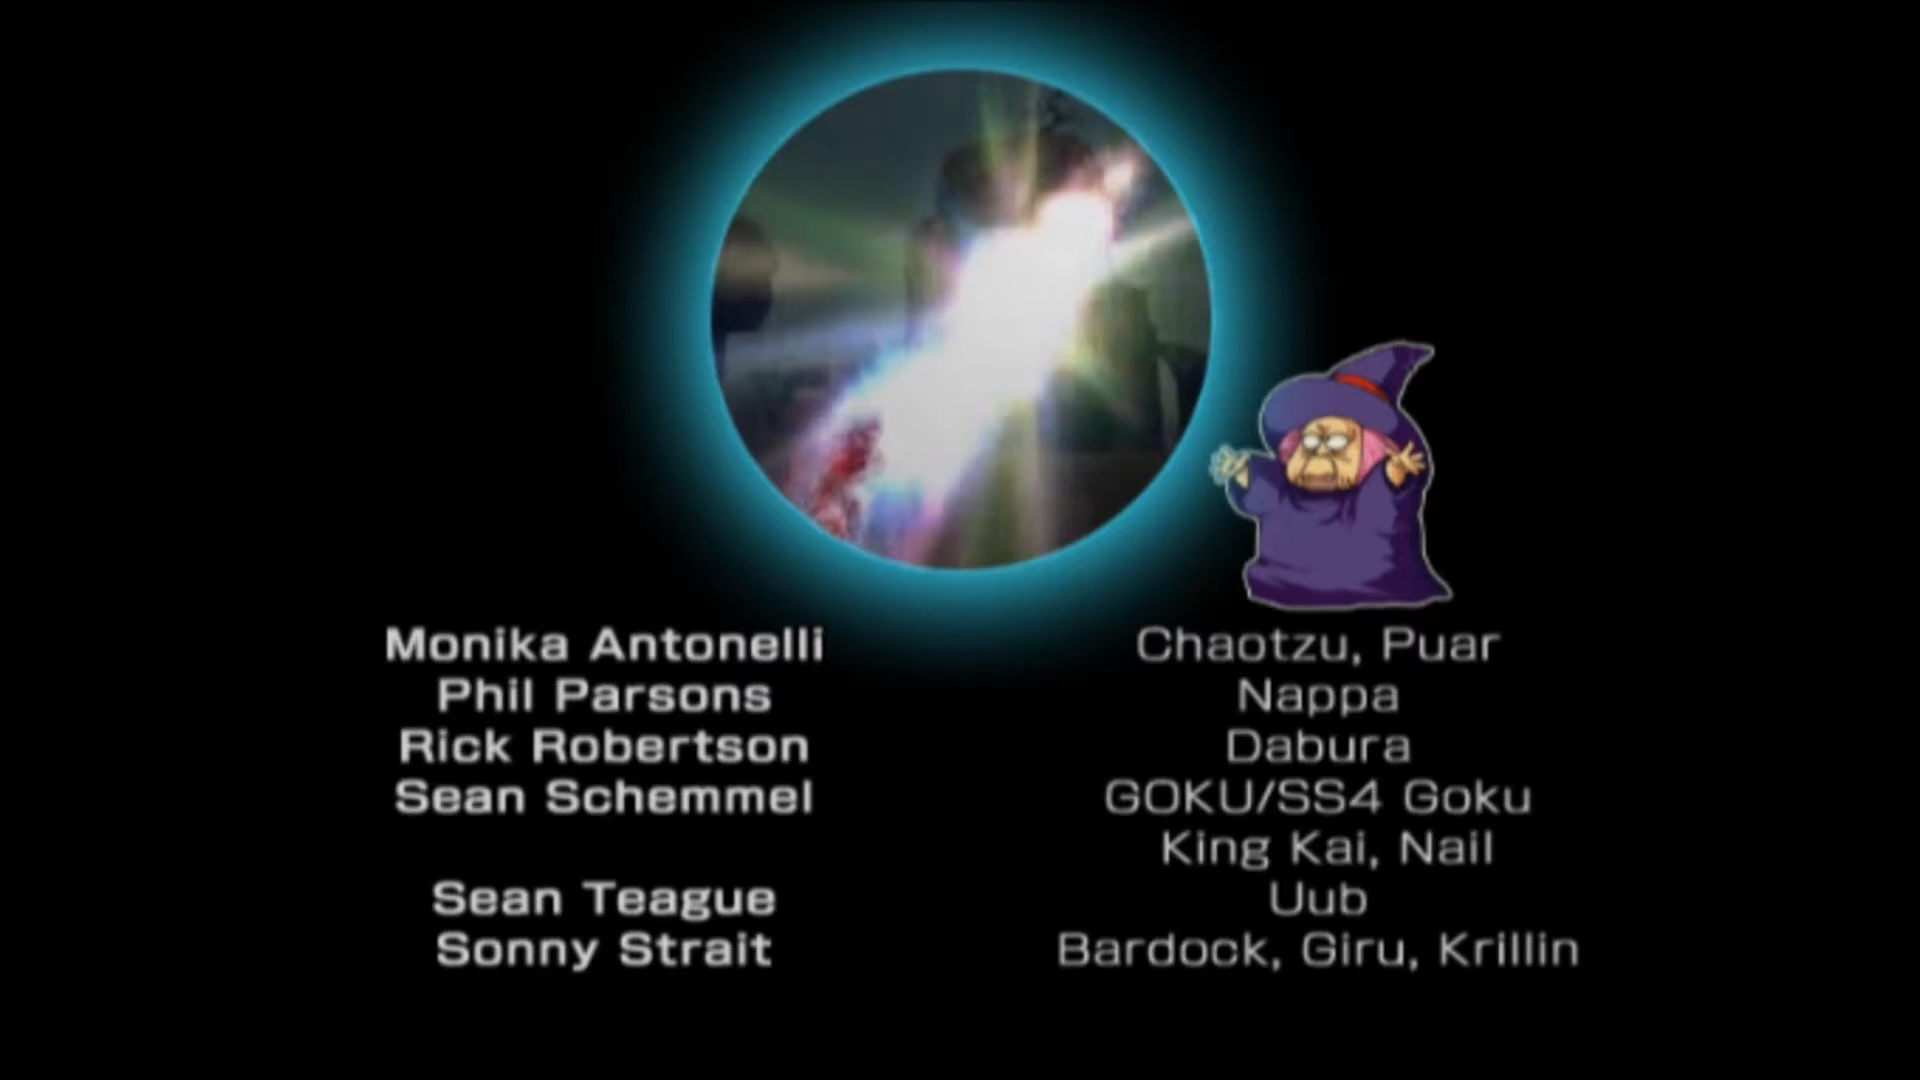 Monika Antonelli Chaotzu, Puar
Phil Parsons Nappa
Rick Robertson Dabura
Sean Schemmel GOKU/SS4 Goku
King Kai, Nail
Sean Teague Uub
Sonny Strait Bardock, Giru, Krillin